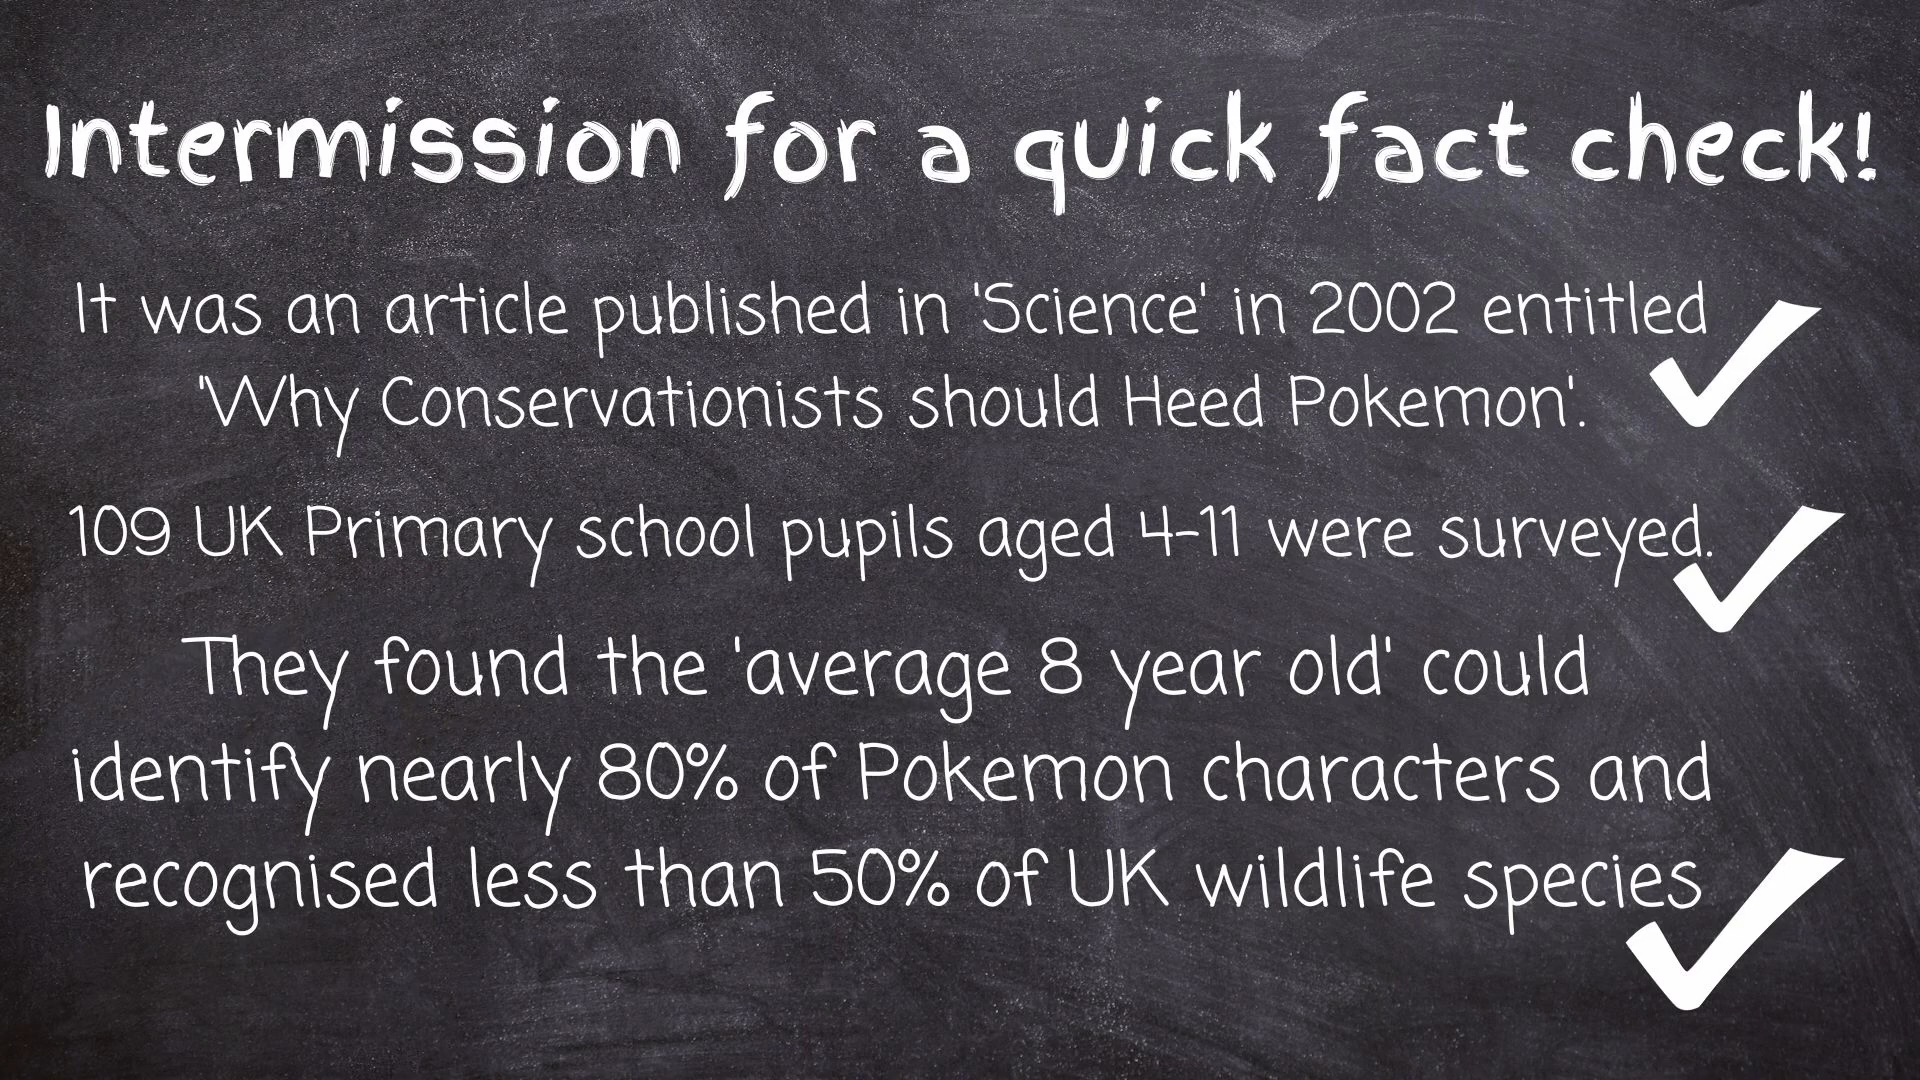 Intermission for a quick fact check!
It was an article published in 'Science' in 2002 entitled
'Why Conservationists should Heed Pokemon'.
109 UK Primary school pupils aged 4-11 were surveyed.
They found the 'average 8 year old' could
identify nearly 80% of Pokemon characters and
recognised less than 50% of UK wildlife species